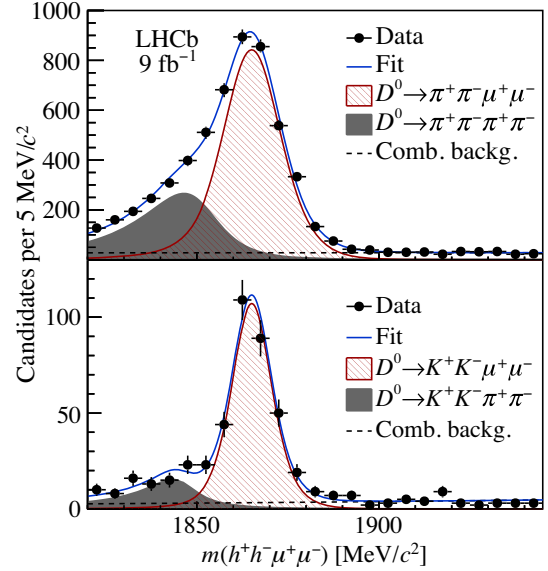 1000
800
600
400
200
LHCb
9 fb⁻¹
Data
Fit
D⁰→π⁺π⁻μ⁺μ⁻
D⁰→π⁺π⁻π⁺π⁻
Comb. backg.
Candidates per 5 MeV/c²
100
50
0
Data
Fit
D⁰→K⁺K⁻μ⁺μ⁻
D⁰→K⁺K⁻π⁺π⁻
Comb. backg.
1850
1900
m(h⁺h⁻μ⁺μ⁻) [MeV/c²]